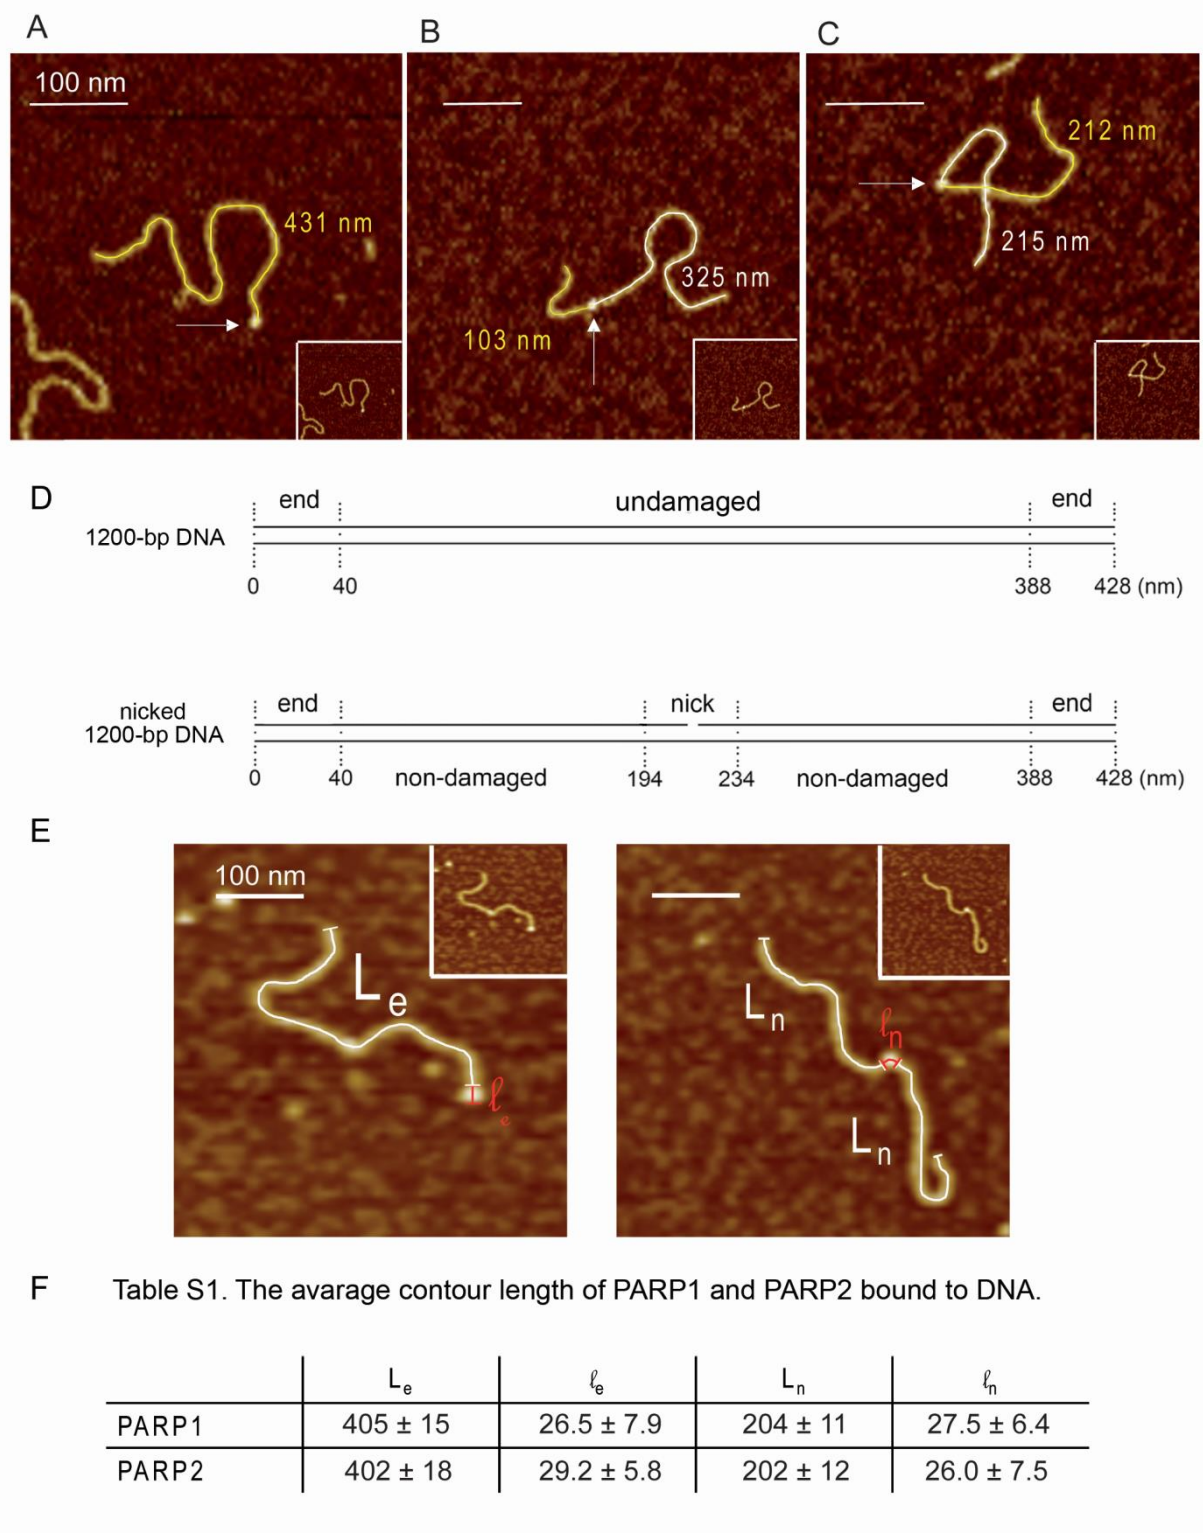 A
B
C
100 nm
431 nm
103 nm
325 nm
212 nm
215 nm
D
end
undamaged
end
1200-bp DNA
0
40
388
428 (nm)
nicked
1200-bp DNA
end
nick
end
0
40
non-damaged
194
234
non-damaged
388
428 (nm)
E
100 nm
Le
ℓe
Ln
ℓn
Ln
F
Table S1. The avarage contour length of PARP1 and PARP2 bound to DNA.
Le ℓe Ln ℓn
PARP1 405 ± 15 26.5 ± 7.9 204 ± 11 27.5 ± 6.4
PARP2 402 ± 18 29.2 ± 5.8 202 ± 12 26.0 ± 7.5